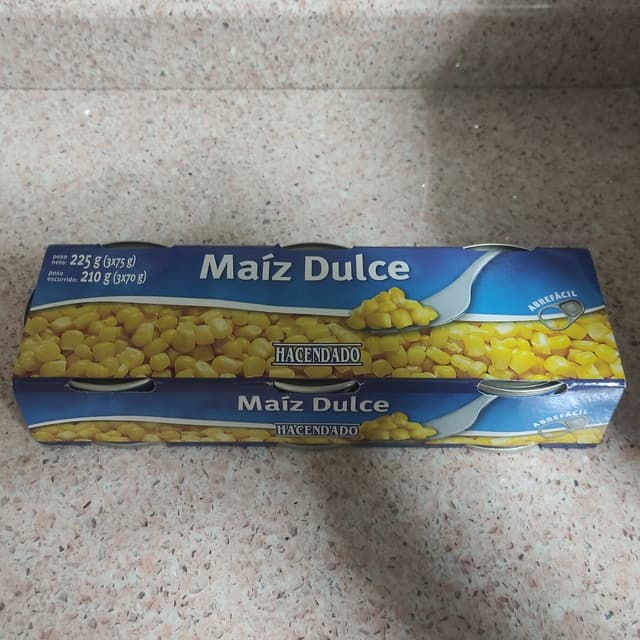 peso
neto: 225 g (3x75 g)
peso
escurrido: 210 g (3x70 g)
Maíz Dulce
ABREFÁCIL
HACENDADO
Maíz Dulce
HACENDADO
ABREFÁCIL